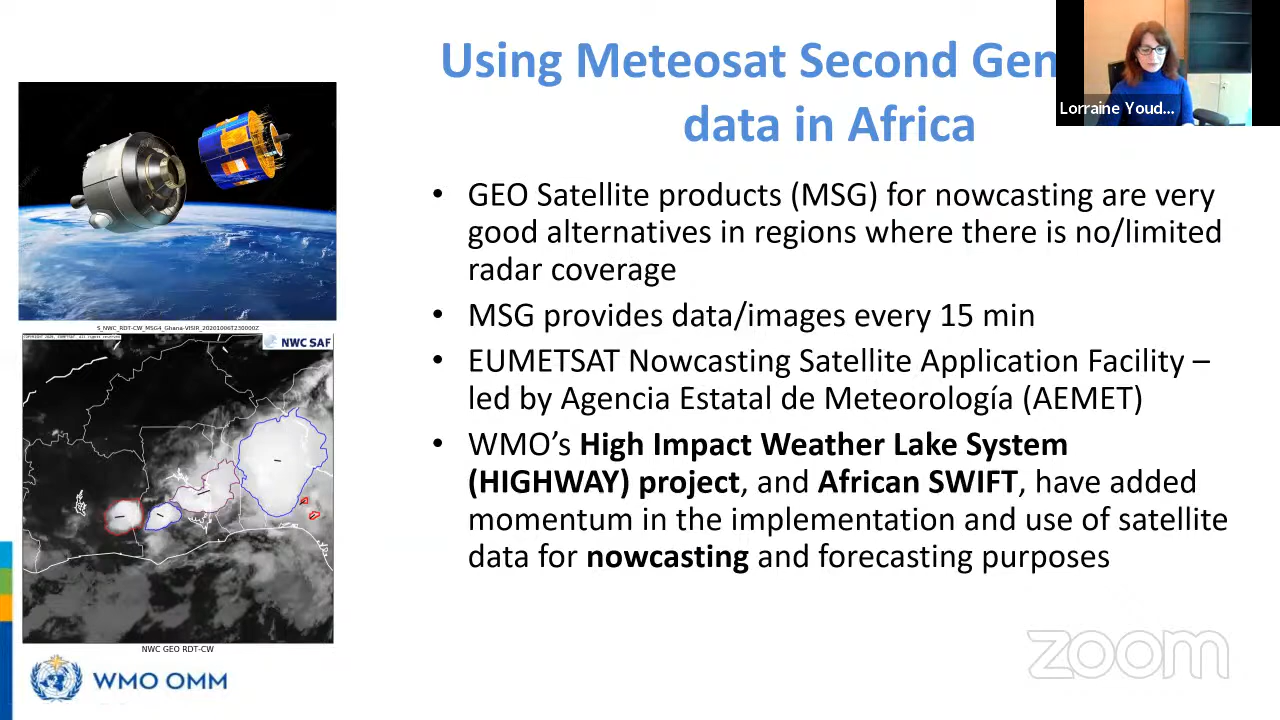 Using Meteosat Second Gen
data in Africa
Lorraine Youd...
• GEO Satellite products (MSG) for nowcasting are very
good alternatives in regions where there is no/limited
radar coverage
• MSG provides data/images every 15 min
• EUMETSAT Nowcasting Satellite Application Facility –
led by Agencia Estatal de Meteorología (AEMET)
• WMO’s High Impact Weather Lake System
(HIGHWAY) project, and African SWIFT, have added
momentum in the implementation and use of satellite
data for nowcasting and forecasting purposes
S_NWC_RDT-CW_MSG4_Ghana-VISIR_20201006T230000Z
NWC SAF
NWC GEO RDT-CW
WMO OMM
zoom